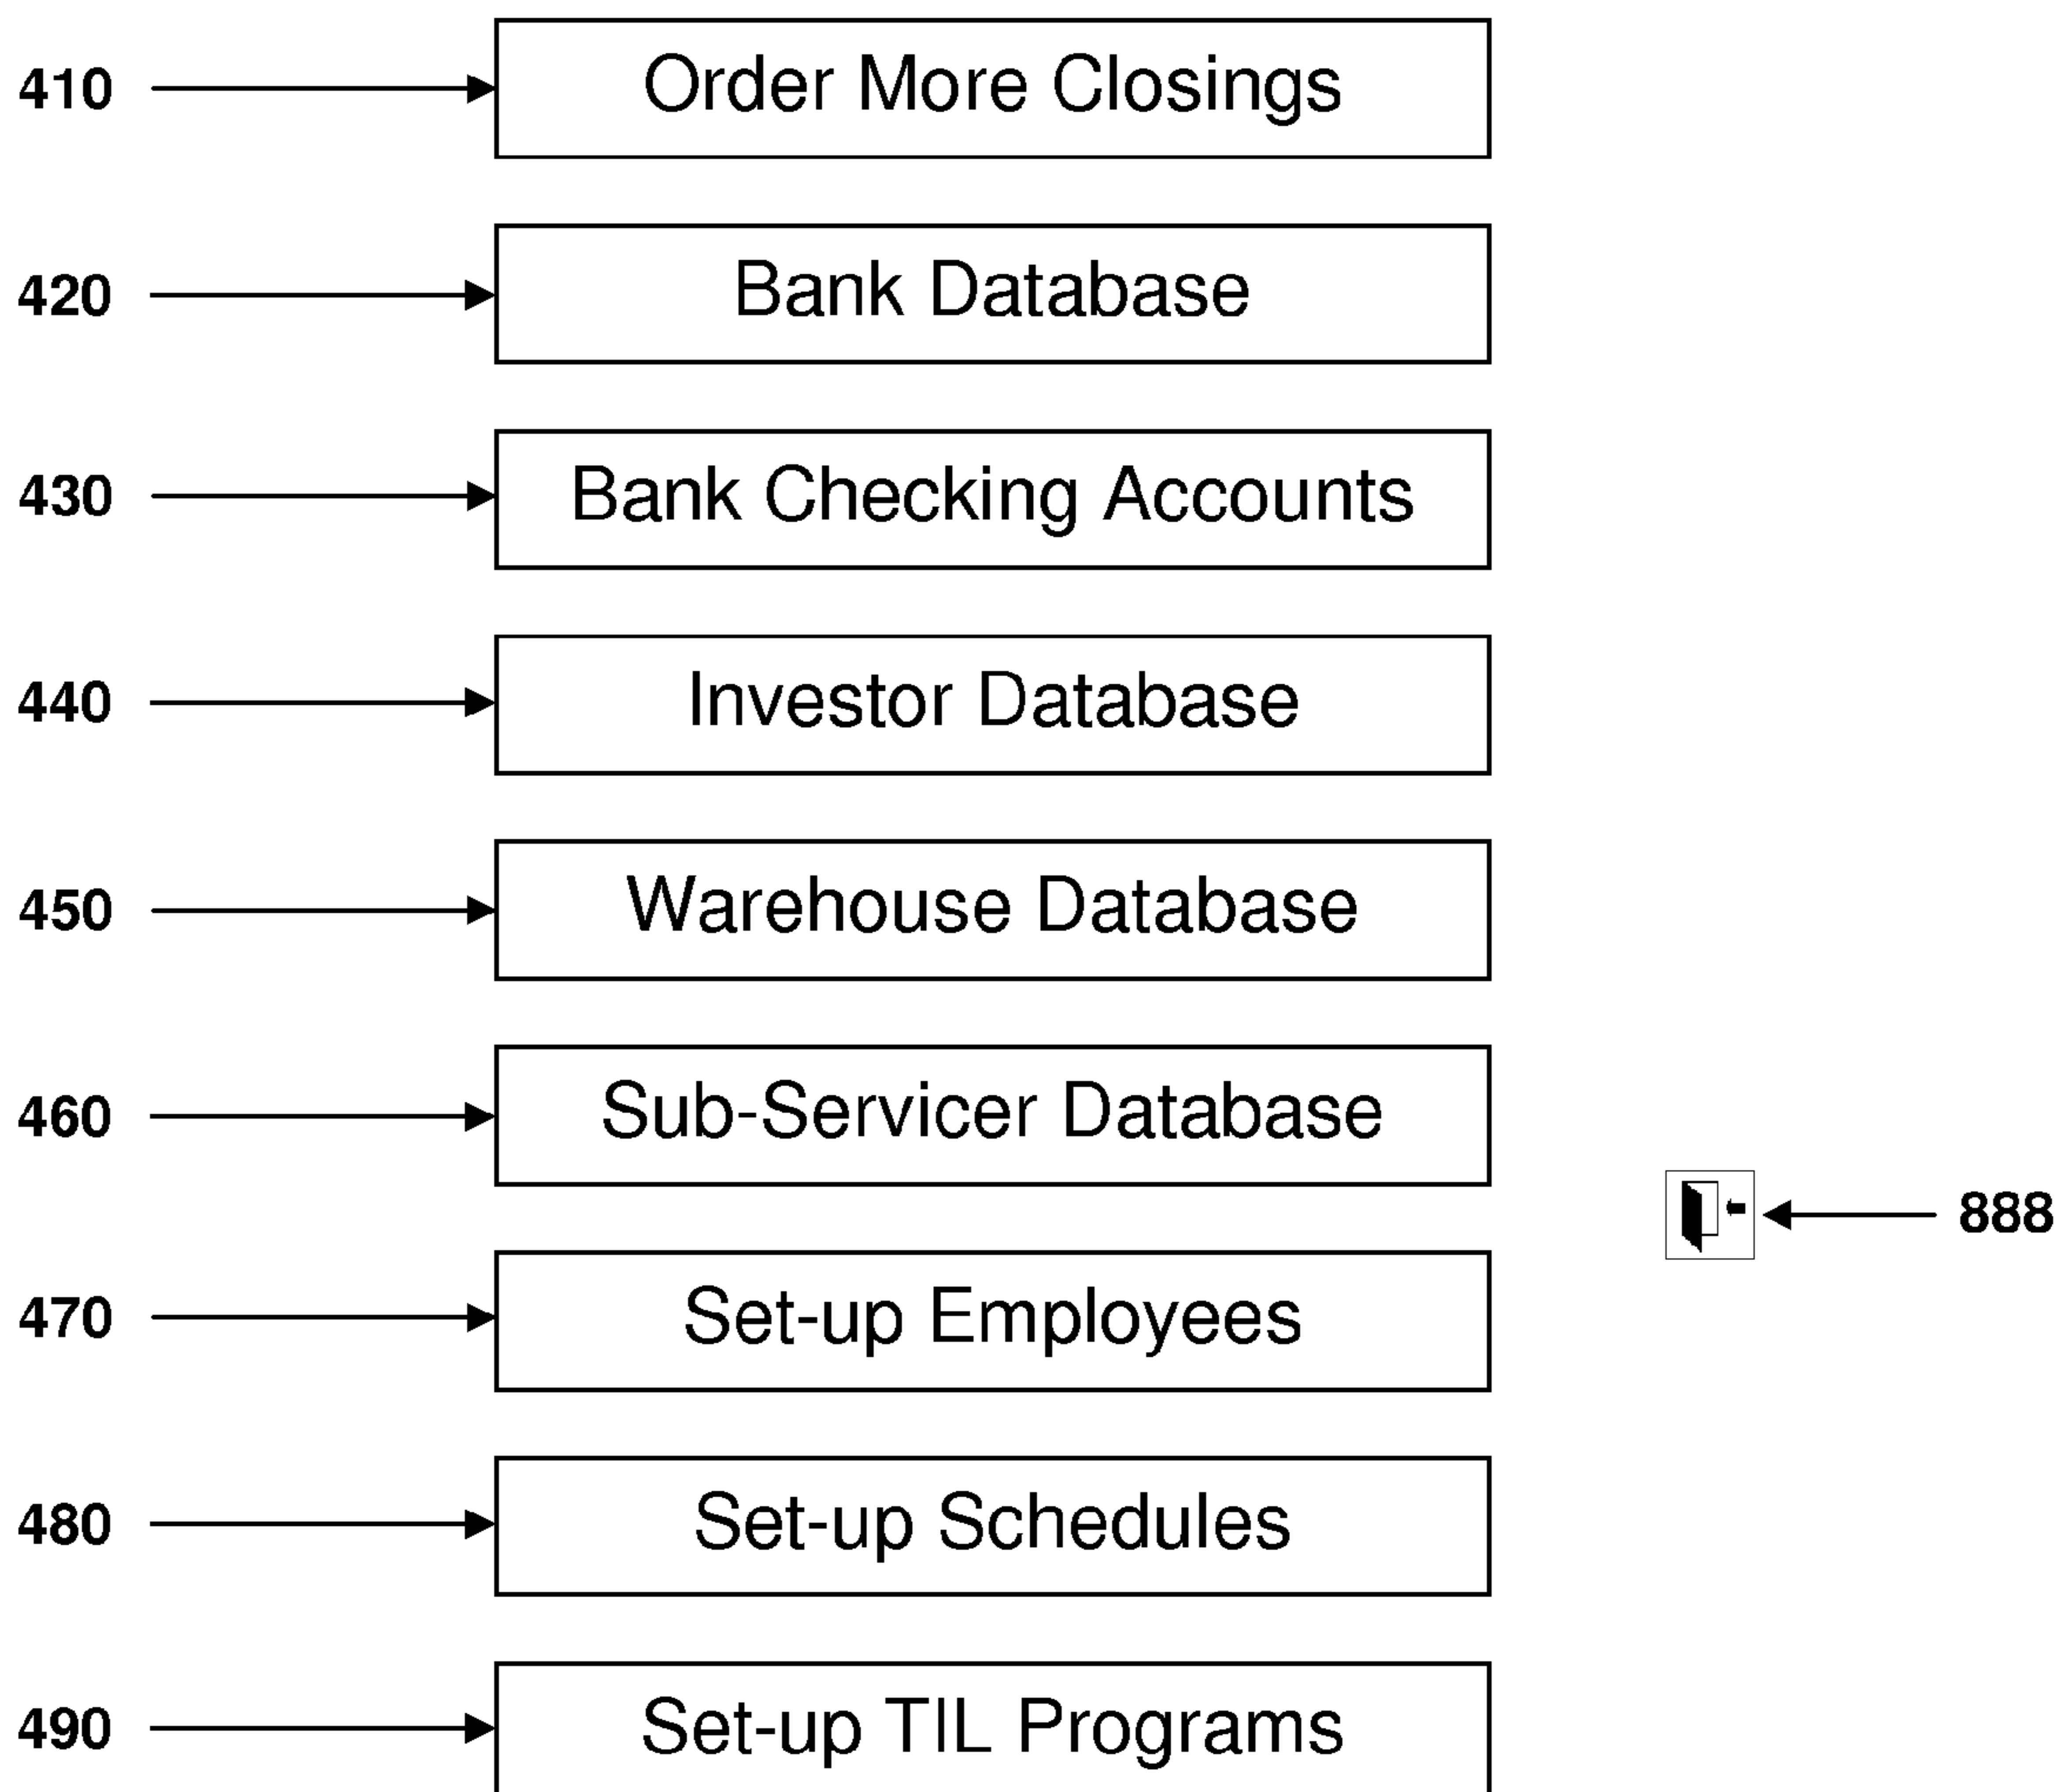 410 Order More Closings
420 Bank Database
430 Bank Checking Accounts
440 Investor Database
450 Warehouse Database
460 Sub-Servicer Database
888
470 Set-up Employees
480 Set-up Schedules
490 Set-up TIL Programs